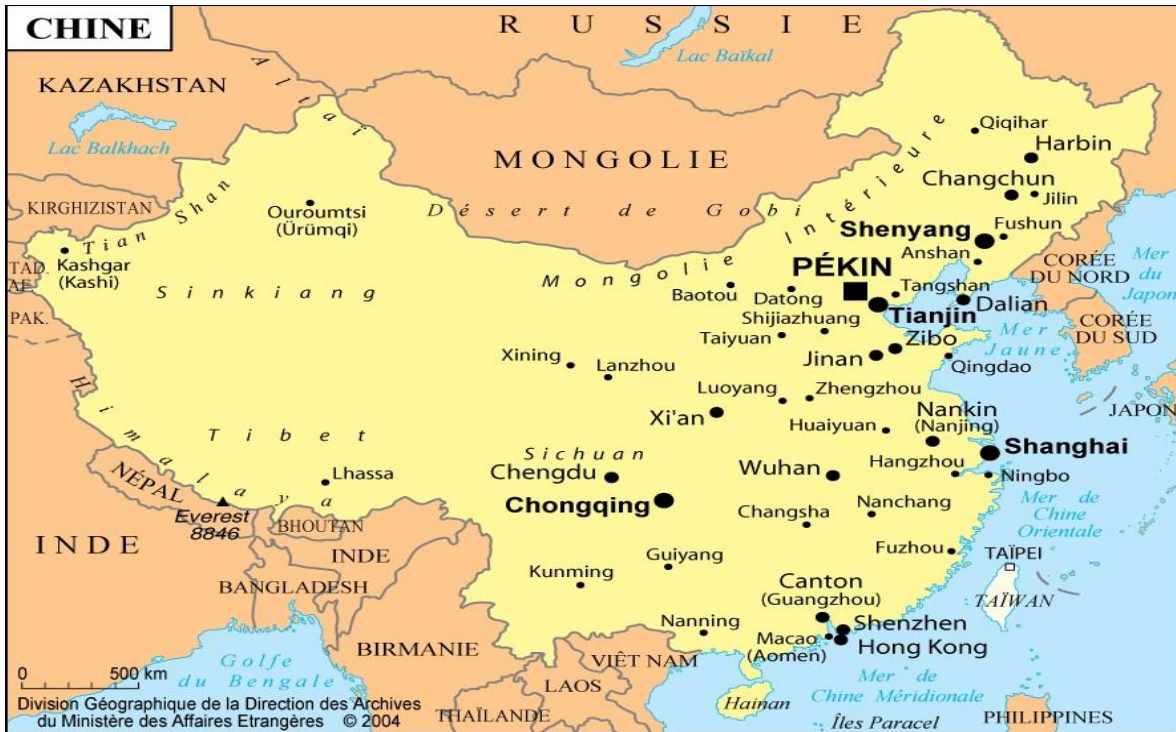 CHINE
RUSSIE
Lac Baïkal
KAZAKHSTAN
Altaï
Lac Balkhach
MONGOLIE
Qiqihar
Harbin
Changchun
Jilin
KIRGHIZISTAN
Tian Shan
Ouroumtsi
(Ürümqi)
Désert de Gobi
Mongolie Intérieure
Shenyang
Fushun
Anshan
Kashgar
(Kashi)
TAD.
AF.
PAK.
Sinkiang
PÉKIN
Baotou
Datong
Tangshan
Tianjin
Dalian
CORÉE
DU NORD
Mer
du
Japon
CORÉE
DU SUD
Shijiazhuang
Taiyuan
Zibo
Jinan
Mer
Jaune
Qingdao
Xining
Lanzhou
Luoyang
Zhengzhou
JAPON
Xi'an
Huaiyuan
Nankin
(Nanjing)
Himalaya
Tibet
Lhassa
Sichuan
Chengdu
Chongqing
Wuhan
Hangzhou
Shanghai
Ningbo
NÉPAL
Everest
8846
BHOUTAN
INDE
INDE
BANGLADESH
Changsha
Nanchang
Mer de
Chine
Orientale
Guiyang
Kunming
Fuzhou
TAÏPEI
TAÏWAN
Canton
(Guangzhou)
Shenzhen
Hong Kong
Macao
(Aomen)
Nanning
BIRMANIE
VIÊT NAM
LAOS
THAÏLANDE
Hainan
Mer de
Chine Méridionale
Îles Paracel
PHILIPPINES
Golfe
du Bengale
0 500 km
Division Géographique de la Direction des Archives
du Ministère des Affaires Etrangères © 2004